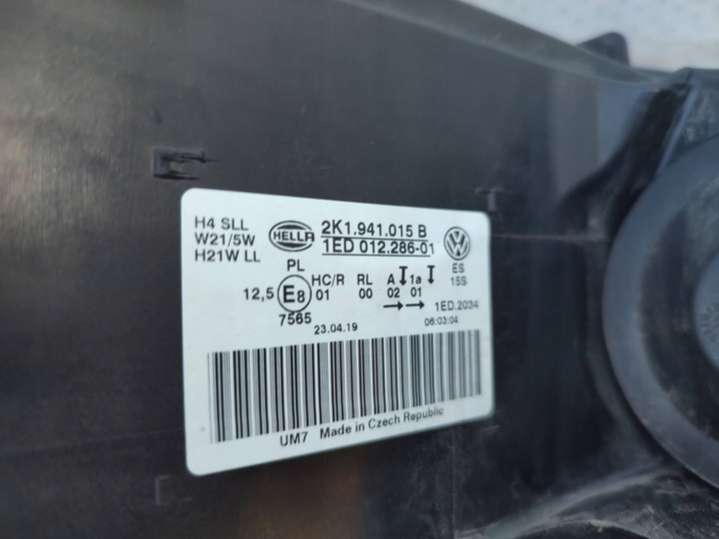 H4 SLL
W21/5W
H21W LL
HELLA
2K1.941.015 B
1ED 012.286-01
PL
ES
15S
12,5 E8 HC/R RL A 1a
01 00 02 01
7565
1ED.2034
23.04.19 06:03:04
UM7 Made in Czech Republic